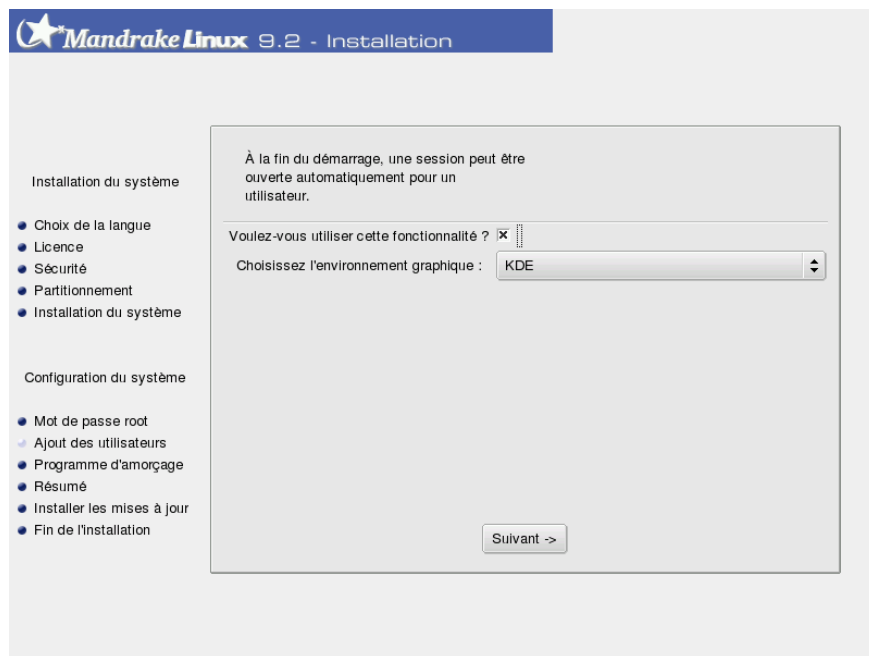 Mandrake Linux 9.2 - Installation
Installation du système
Choix de la langue
Licence
Sécurité
Partitionnement
Installation du système
Configuration du système
Mot de passe root
Ajout des utilisateurs
Programme d'amorçage
Résumé
Installer les mises à jour
Fin de l'installation
À la fin du démarrage, une session peut être
ouverte automatiquement pour un
utilisateur.
Voulez-vous utiliser cette fonctionnalité ?
Choisissez l'environnement graphique : KDE
Suivant ->